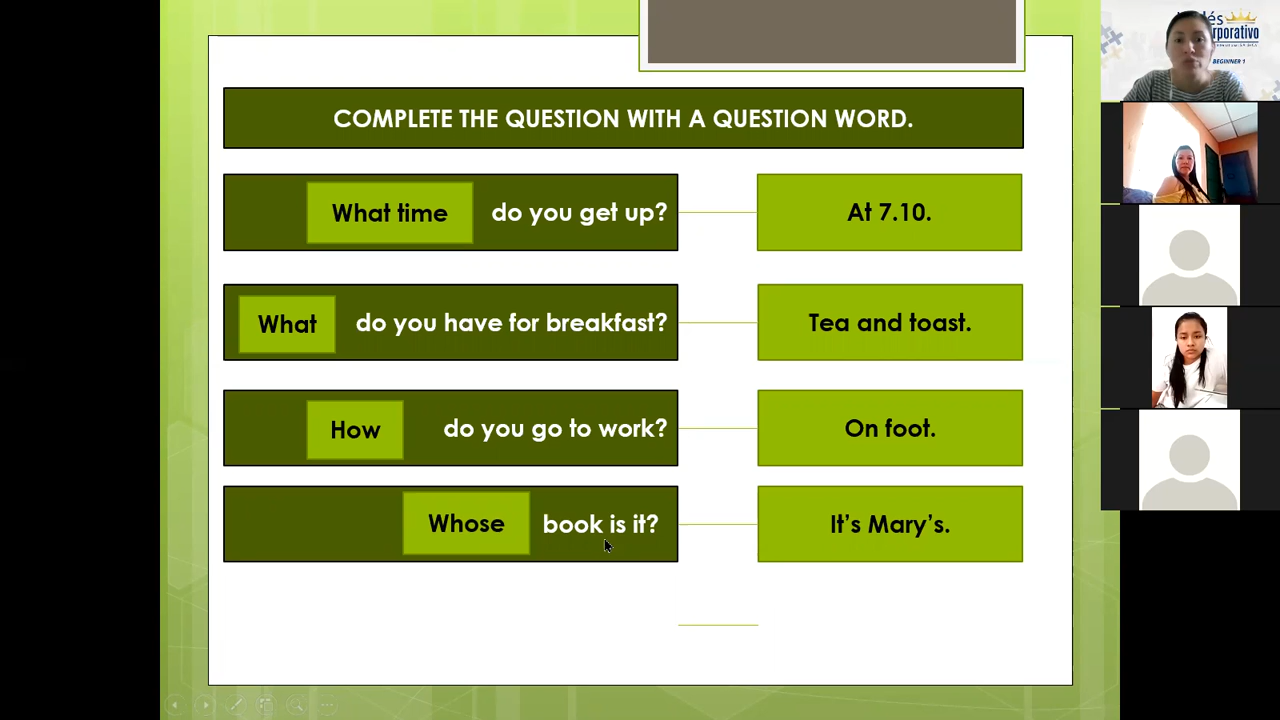 COMPLETE THE QUESTION WITH A QUESTION WORD.
What time do you get up?
At 7.10.
What do you have for breakfast?
Tea and toast.
How do you go to work?
On foot.
Whose book is it?
It's Mary's.
BEGINNER 1